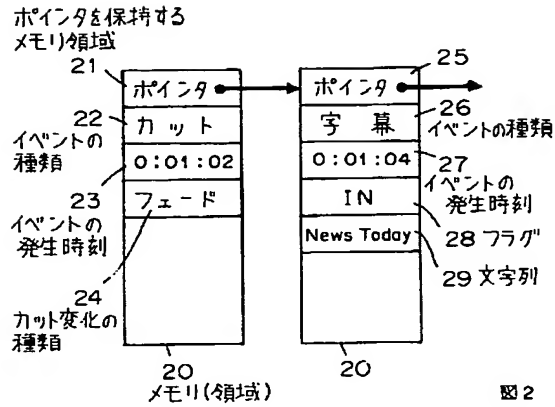 ポインタを保持する
メモリ領域
21
ポインタ
22
カット
イベントの
種類
0:01:02
23
フェード
イベントの
発生時刻
24
カット変化の
種類
20
メモリ(領域)
25
ポインタ
26
字幕
イベントの種類
0:01:04
27
イベントの
発生時刻
IN
28 フラグ
News Today
29 文字列
20
図2